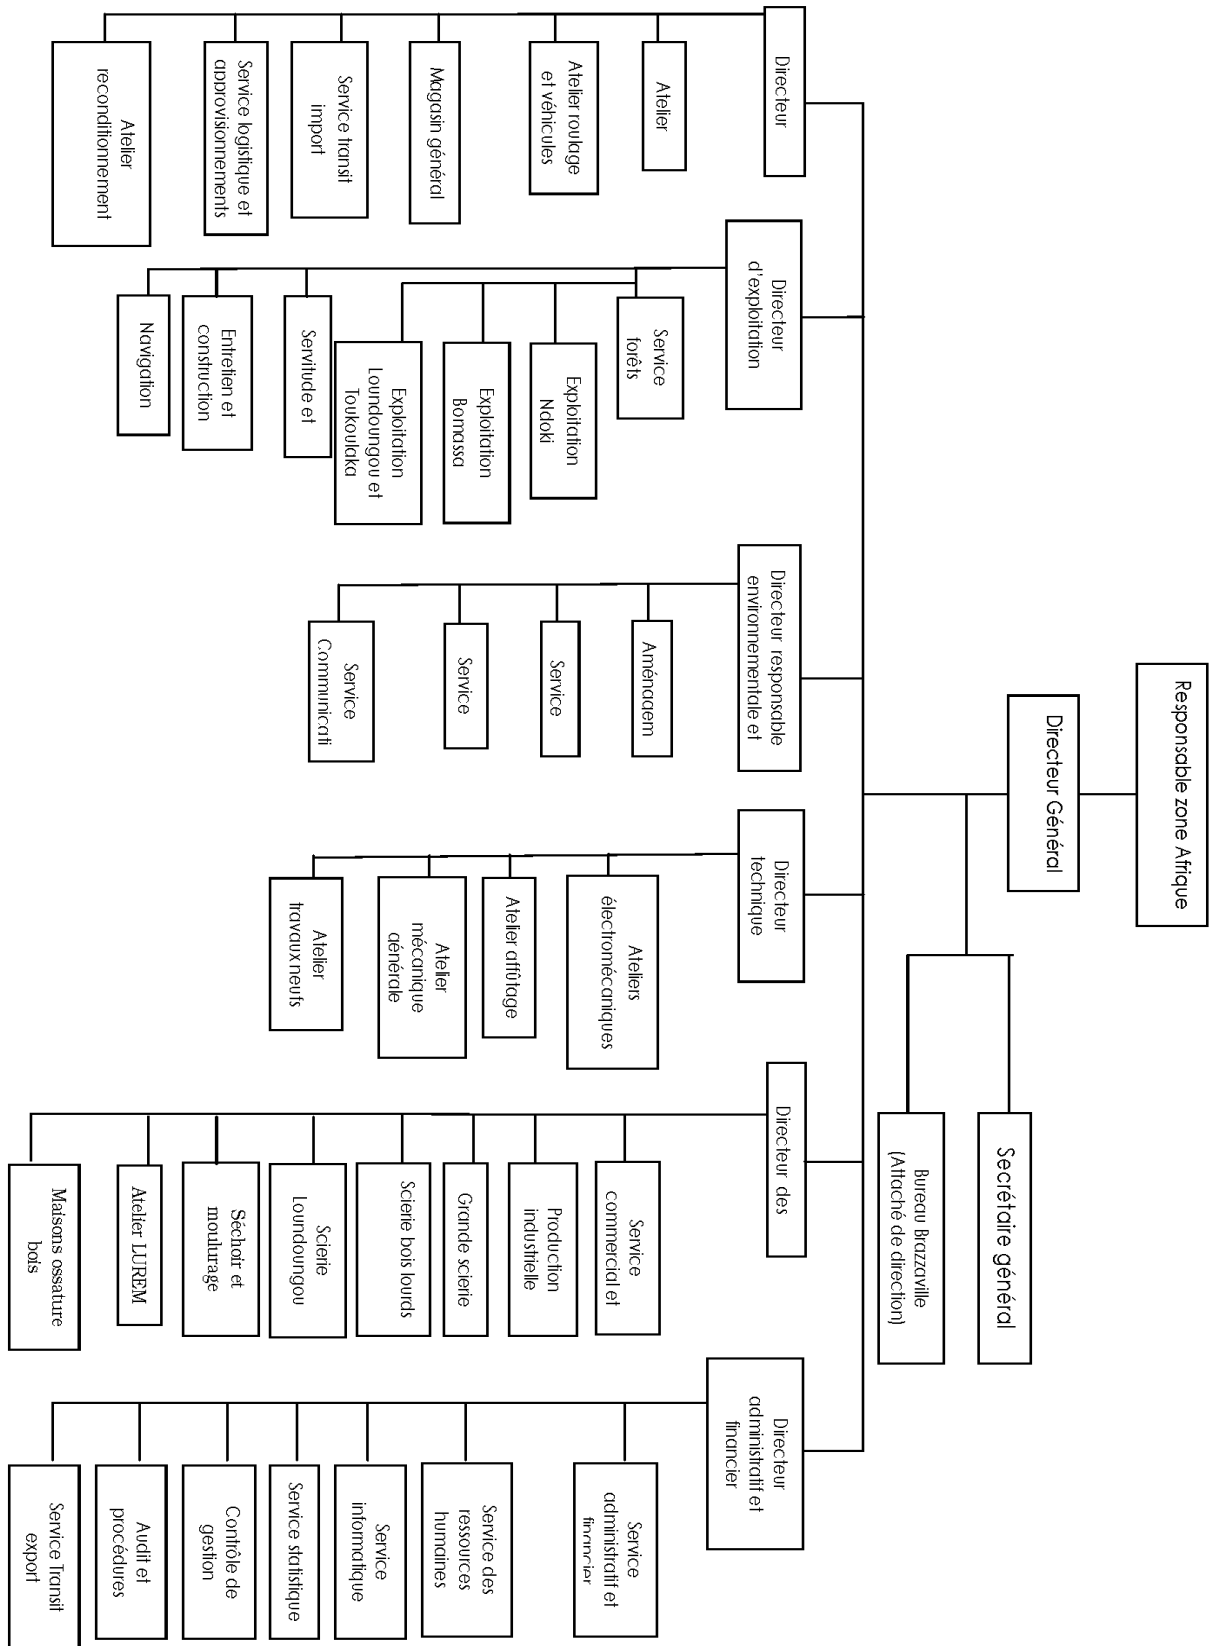 Responsable zone Afrique
Directeur Général
Secrétaire général
Bureau Brazzaville
(Attaché de direction)
Directeur
Atelier
Atelier roulage
et véhicules
Magasin général
Service transit
import
Service logistique et
approvisionnements
Atelier
reconditionnement
Directeur
d'exploitation
Service
forêts
Exploitation
Ndoki
Exploitation
Bomassa
Exploitation
Loundoungou et
Toukoulaka
Servitude et
Entretien et
construction
Navigation
Directeur responsable
environnementale et
Aménagem
Service
Service
Service
Communicati
Directeur
technique
Ateliers
électromécaniques
Atelier affûtage
Atelier
mécanique
générale
Atelier
travaux neufs
Directeur des
Service
commercial et
Production
industrielle
Grande scierie
Scierie bois lourds
Scierie
Loundoungou
Séchoir et
moulurage
Atelier LUREM
Maisons ossature
bois
Directeur
administratif et
financier
Service
administratif et
financier
Service des
ressources
humaines
Service
informatique
Service statistique
Contrôle de
gestion
Audit et
procédures
Service Transit
export